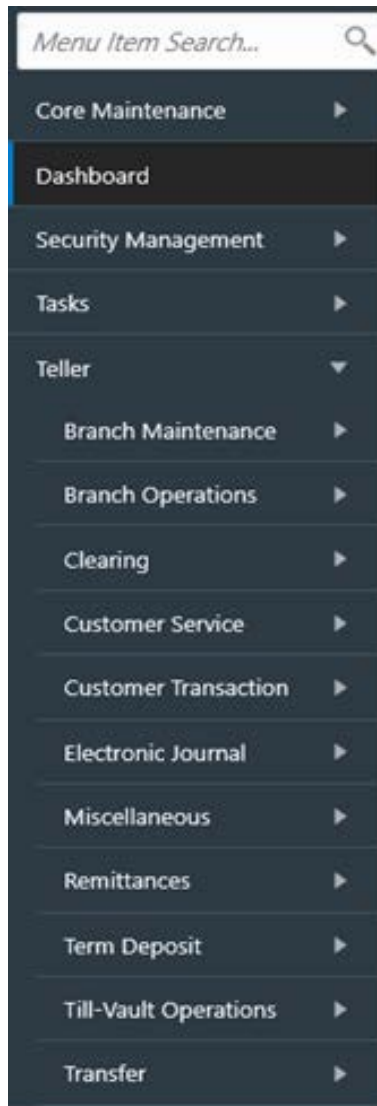 Menu Item Search...
Core Maintenance
Dashboard
Security Management
Tasks
Teller
Branch Maintenance
Branch Operations
Clearing
Customer Service
Customer Transaction
Electronic Journal
Miscellaneous
Remittances
Term Deposit
Till-Vault Operations
Transfer